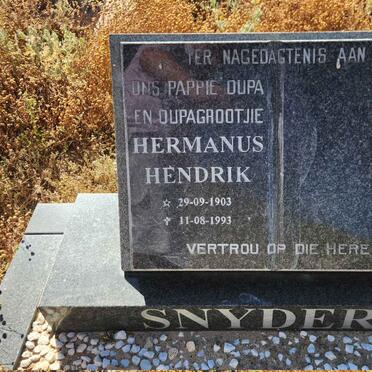 TER NAGEDAGTENIS AAN
ONS PAPPIE OUPA
EN OUPAGROOTJIE
HERMANUS
HENDRIK
☆ 29-09-1903
✝ 11-08-1993
VERTROU OP DIE HERE
SNYDER